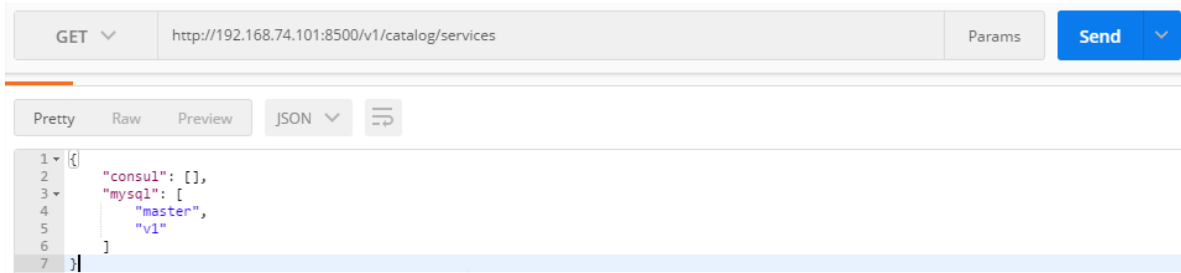 GET http://192.168.74.101:8500/v1/catalog/services Params Send
Pretty Raw Preview JSON
1 {
2 "consul": [],
3 "mysql": [
4 "master",
5 "v1"
6 ]
7 }